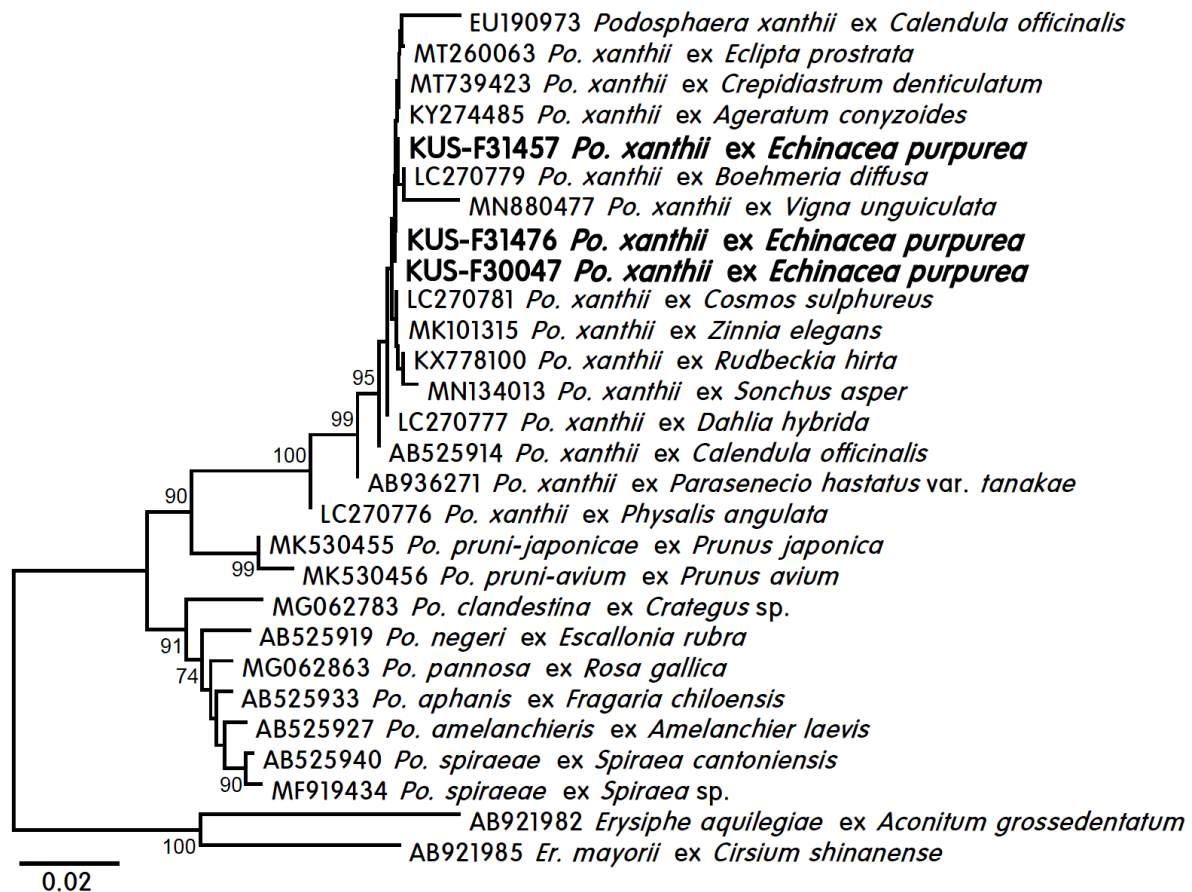 EU190973 Podosphaera xanthii ex Calendula officinalis
MT260063 Po. xanthii ex Eclipta prostrata
MT739423 Po. xanthii ex Crepidiastrum denticulatum
KY274485 Po. xanthii ex Ageratum conyzoides
KUS-F31457 Po. xanthii ex Echinacea purpurea
LC270779 Po. xanthii ex Boehmeria diffusa
MN880477 Po. xanthii ex Vigna unguiculata
KUS-F31476 Po. xanthii ex Echinacea purpurea
KUS-F30047 Po. xanthii ex Echinacea purpurea
LC270781 Po. xanthii ex Cosmos sulphureus
MK101315 Po. xanthii ex Zinnia elegans
KX778100 Po. xanthii ex Rudbeckia hirta
95
MN134013 Po. xanthii ex Sonchus asper
99
LC270777 Po. xanthii ex Dahlia hybrida
100
AB525914 Po. xanthii ex Calendula officinalis
AB936271 Po. xanthii ex Parasenecio hastatus var. tanakae
90
LC270776 Po. xanthii ex Physalis angulata
MK530455 Po. pruni-japonicae ex Prunus japonica
99
MK530456 Po. pruni-avium ex Prunus avium
MG062783 Po. clandestina ex Crategus sp.
AB525919 Po. negeri ex Escallonia rubra
91
MG062863 Po. pannosa ex Rosa gallica
74
AB525933 Po. aphanis ex Fragaria chiloensis
AB525927 Po. amelanchieris ex Amelanchier laevis
AB525940 Po. spiraeae ex Spiraea cantoniensis
90
MF919434 Po. spiraeae ex Spiraea sp.
AB921982 Erysiphe aquilegiae ex Aconitum grossedentatum
100
AB921985 Er. mayorii ex Cirsium shinanense
0.02